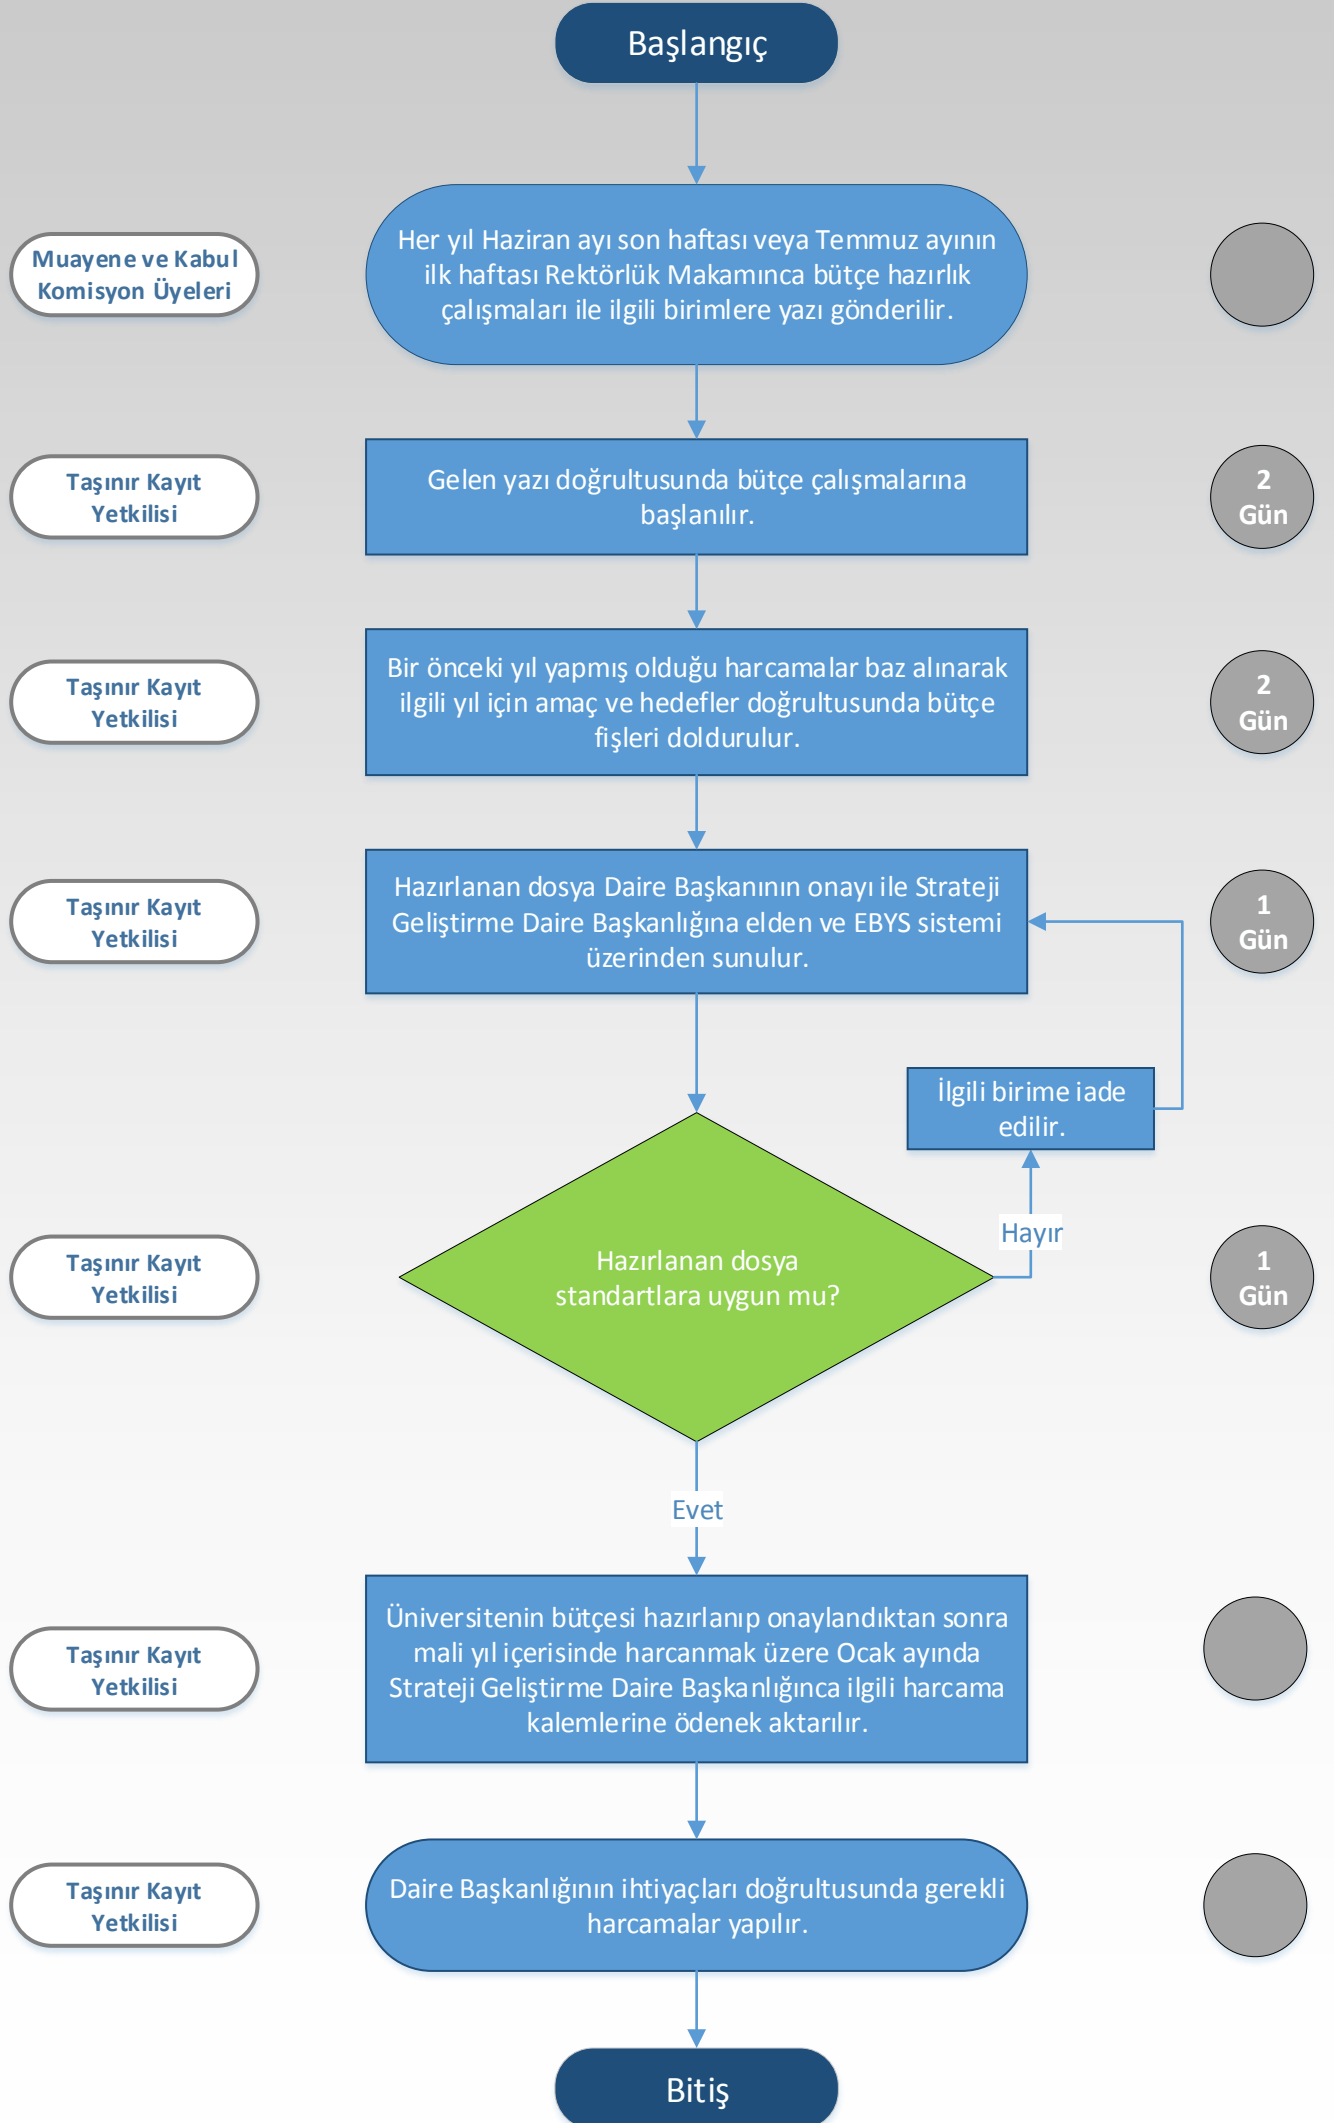 Başlangıç
Muayene ve Kabul
Komisyon Üyeleri
Her yıl Haziran ayı son haftası veya Temmuz ayının
ilk haftası Rektörlük Makamınca bütçe hazırlık
çalışmaları ile ilgili birimlere yazı gönderilir.
Taşınır Kayıt
Yetkilisi
Gelen yazı doğrultusunda bütçe çalışmalarına
başlanılır.
2
Gün
Taşınır Kayıt
Yetkilisi
Bir önceki yıl yapmış olduğu harcamalar baz alınarak
ilgili yıl için amaç ve hedefler doğrultusunda bütçe
fişleri doldurulur.
2
Gün
Taşınır Kayıt
Yetkilisi
Hazırlanan dosya Daire Başkanının onayı ile Strateji
Geliştirme Daire Başkanlığına elden ve EBYS sistemi
üzerinden sunulur.
1
Gün
İlgili birime iade
edilir.
Hayır
Taşınır Kayıt
Yetkilisi
Hazırlanan dosya
standartlara uygun mu?
1
Gün
Evet
Taşınır Kayıt
Yetkilisi
Üniversitenin bütçesi hazırlanıp onaylandıktan sonra
mali yıl içerisinde harcanmak üzere Ocak ayında
Strateji Geliştirme Daire Başkanlığınca ilgili harcama
kalemlerine ödenek aktarılır.
Taşınır Kayıt
Yetkilisi
Daire Başkanlığının ihtiyaçları doğrultusunda gerekli
harcamalar yapılır.
Bitiş